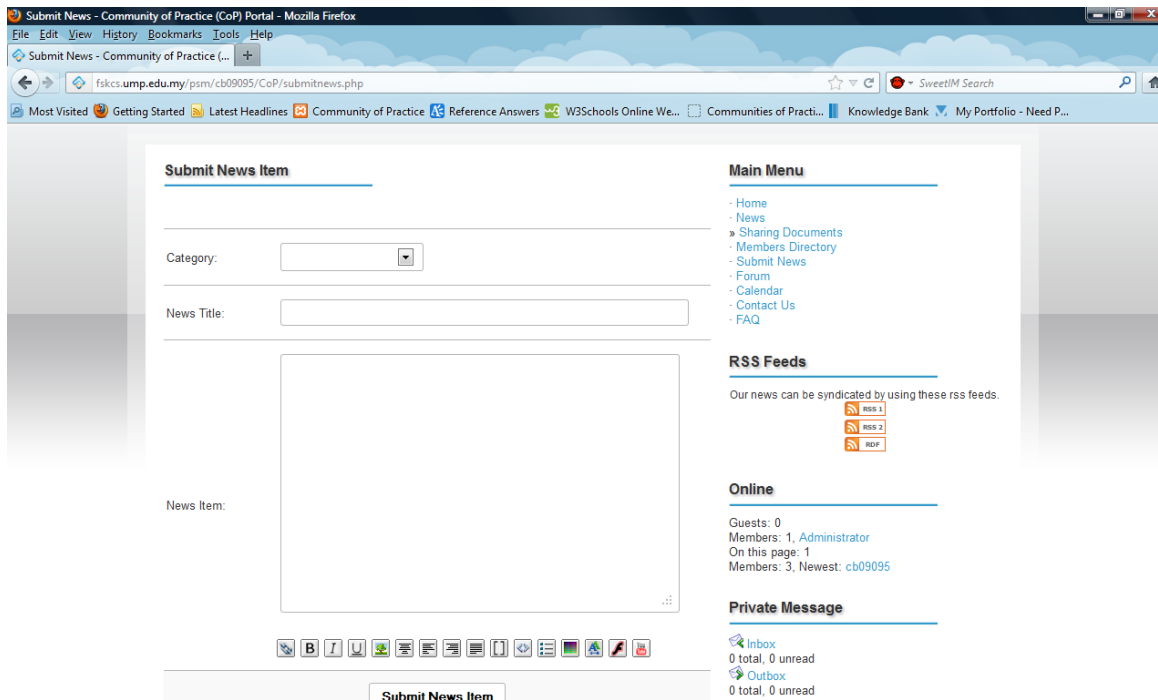 Submit News - Community of Practice (CoP) Portal - Mozilla Firefox
File Edit View History Bookmarks Tools Help
Submit News - Community of Practice (... +
fskcs.ump.edu.my/psm/cb09095/CoP/submitnews.php
SweetIM Search
Most Visited Getting Started Latest Headlines Community of Practice Reference Answers W3Schools Online We... Communities of Practi... Knowledge Bank My Portfolio - Need P...
Submit News Item
Category:
News Title:
News Item:
B I U
Submit News Item
Main Menu
· Home
· News
» Sharing Documents
· Members Directory
· Submit News
· Forum
· Calendar
· Contact Us
· FAQ
RSS Feeds
Our news can be syndicated by using these rss feeds.
RSS 1
RSS 2
RDF
Online
Guests: 0
Members: 1, Administrator
On this page: 1
Members: 3, Newest: cb09095
Private Message
Inbox
0 total, 0 unread
Outbox
0 total, 0 unread